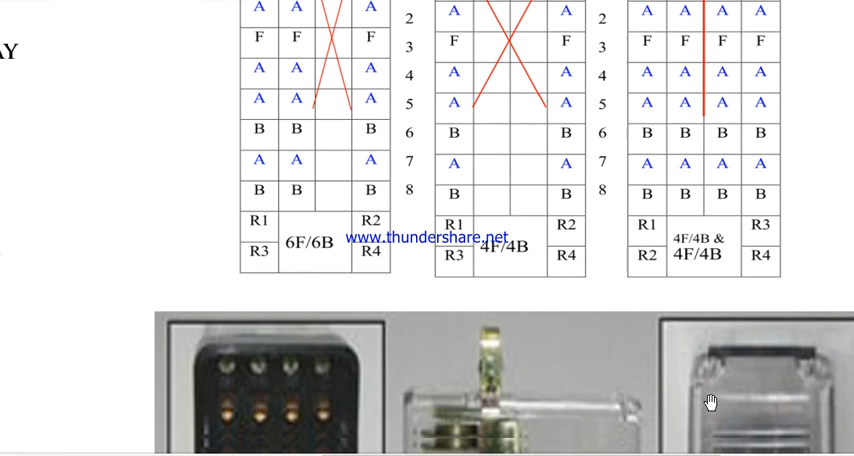 A A A 2 A A 2 A A A A
AY F F F 3 F F 3 F F F F
A A A 4 A A 4 A A A A
A A A 5 A A 5 A A A A
B B B 6 B B 6 B B B B
A A A 7 A A 7 A A A A
B B B 8 B B 8 B B B B
R1 R2 R1 R2 R1 R3
6F/6B www.thundershare.net 4F/4B 4F/4B &
R3 R4 R3 R4 R2 4F/4B R4